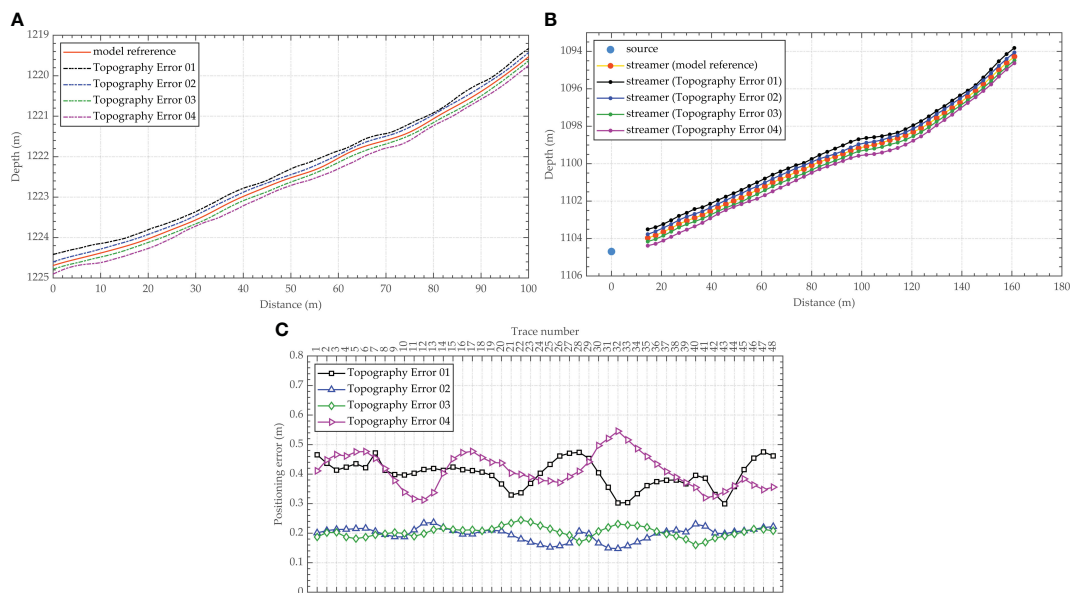 A
1219
1220
1221
1222
1223
1224
1225
Depth (m)
model refrerence
Topography Error 01
Topography Error 02
Topography Error 03
Topography Error 04
0 10 20 30 40 50 60 70 80 90 100
Distance (m)
B
1094
1096
1098
1100
1102
1104
1106
Depth (m)
source
streamer (model reference)
streamer (Topography Error 01)
streamer (Topography Error 02)
streamer (Topography Error 03)
streamer (Topography Error 04)
0 20 40 60 80 100 120 140 160 180
Distance (m)
C
Trace number
1 2 3 4 5 6 7 8 9 10 11 12 13 14 15 16 17 18 19 20 21 22 23 24 25 26 27 28 29 30 31 32 33 34 35 36 37 38 39 40 41 42 43 44 45 46 47 48
0.8
0.7
0.6
0.5
0.4
0.3
0.2
0.1
0
Positioning error (m)
Topography Error 01
Topography Error 02
Topography Error 03
Topography Error 04